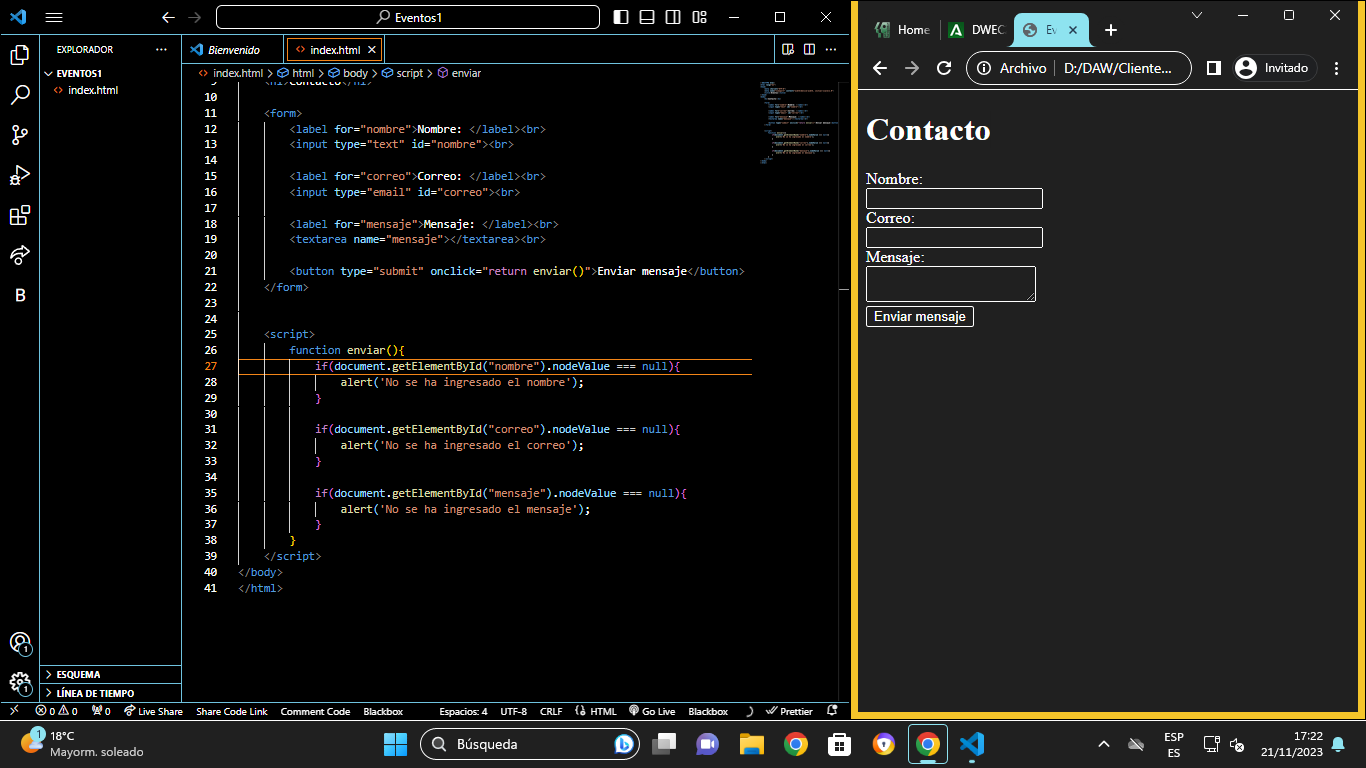 Eventos1
EXPLORADOR
EVENTOS1
index.html
ESQUEMA
LÍNEA DE TIEMPO
Bienvenido
index.html
index.html > html > body > script > enviar
9 <h1>Contacto</h1>
10
11 <form>
12 <label for="nombre">Nombre: </label><br>
13 <input type="text" id="nombre"><br>
14
15 <label for="correo">Correo: </label><br>
16 <input type="email" id="correo"><br>
17
18 <label for="mensaje">Mensaje: </label><br>
19 <textarea name="mensaje"></textarea><br>
20
21 <button type="submit" onclick="return enviar()">Enviar mensaje</button>
22 </form>
23
24
25 <script>
26 function enviar(){
27 if(document.getElementById("nombre").nodeValue === null){
28 alert('No se ha ingresado el nombre');
29 }
30
31 if(document.getElementById("correo").nodeValue === null){
32 alert('No se ha ingresado el correo');
33 }
34
35 if(document.getElementById("mensaje").nodeValue === null){
36 alert('No se ha ingresado el mensaje');
37 }
38 }
39 </script>
40 </body>
41 </html>
B
1
1
0 0 0 Live Share Share Code Link Comment Code Blackbox Espacios: 4 UTF-8 CRLF HTML Go Live Blackbox Prettier
Home DWEC Ev
Archivo D:/DAW/Cliente... Invitado
Contacto
Nombre:
Correo:
Mensaje:
Enviar mensaje
1
18°C
Mayorm. soleado
Búsqueda
ESP
ES
17:22
21/11/2023